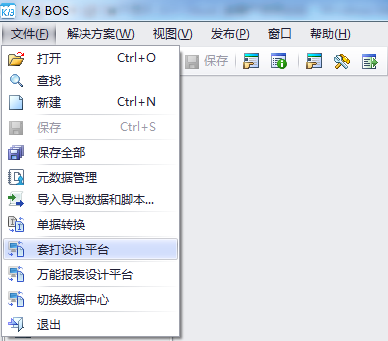 K/3 K/3 BOS
文件(F) 解决方案(W) 视图(V) 发布(P) 窗口 帮助(H)
打开 Ctrl+O
保存
查找
新建 Ctrl+N
保存 Ctrl+S
保存全部
元数据管理
导入导出数据和脚本...
单据转换
套打设计平台
万能报表设计平台
切换数据中心
退出